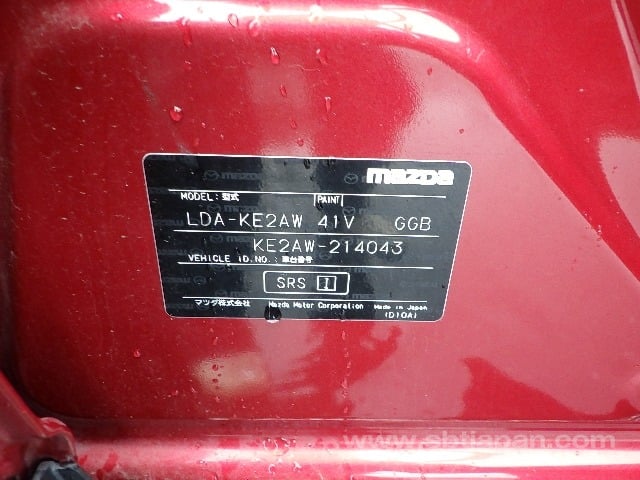 mazda
MODEL: 型式 PAINT
LDA-KE2AW 41V GGB
KE2AW-214043
VEHICLE ID.NO.: 車台番号
SRS I
マツダ株式会社 Mazda Motor Corporation Made in Japan
(D10A)
www.sbtjapan.com